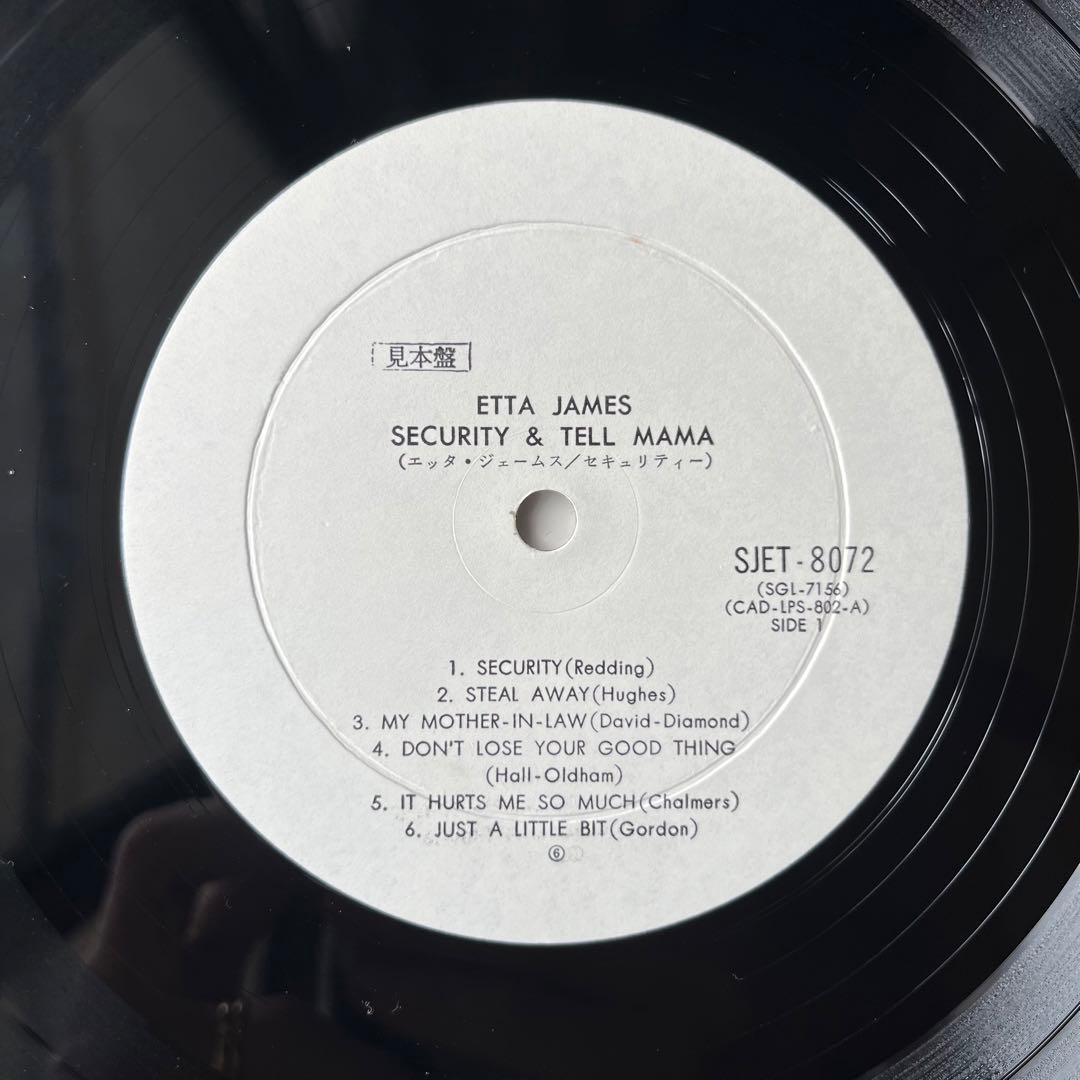 見本盤
ETTA JAMES
SECURITY & TELL MAMA
(エッタ・ジェームス/セキュリティー)
SJET-8072
(SGL-7156)
(CAD-LPS-802-A)
SIDE 1
1. SECURITY(Redding)
2. STEAL AWAY(Hughes)
3. MY MOTHER-IN-LAW(David-Diamond)
4. DON'T LOSE YOUR GOOD THING
(Hall-Oldham)
5. IT HURTS ME SO MUCH(Chalmers)
6. JUST A LITTLE BIT(Gordon)
⑥